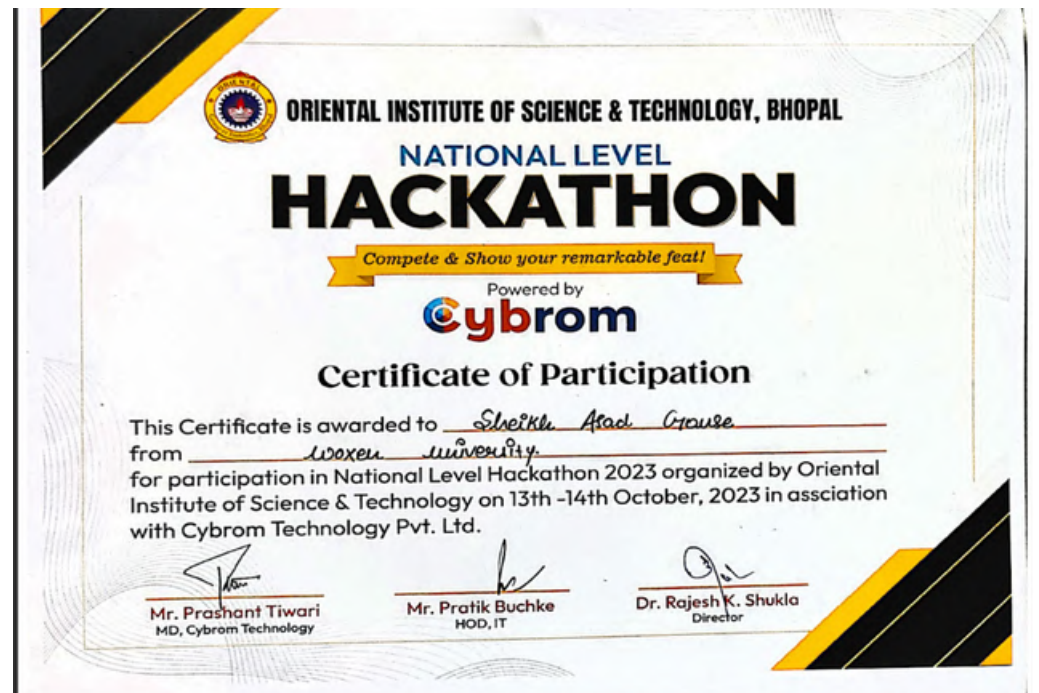 ORIENTAL
ORIENTAL INSTITUTE OF SCIENCE & TECHNOLOGY, BHOPAL
NATIONAL LEVEL
HACKATHON
Compete & Show your remarkable feat!
Powered by
Cybrom
Certificate of Participation
This Certificate is awarded to Sheikh Asad Gouse
from woxen university.
for participation in National Level Hackathon 2023 organized by Oriental
Institute of Science & Technology on 13th -14th October, 2023 in assciation
with Cybrom Technology Pvt. Ltd.
Mr. Prashant Tiwari
MD, Cybrom Technology
Mr. Pratik Buchke
HOD, IT
Dr. Rajesh K. Shukla
Director